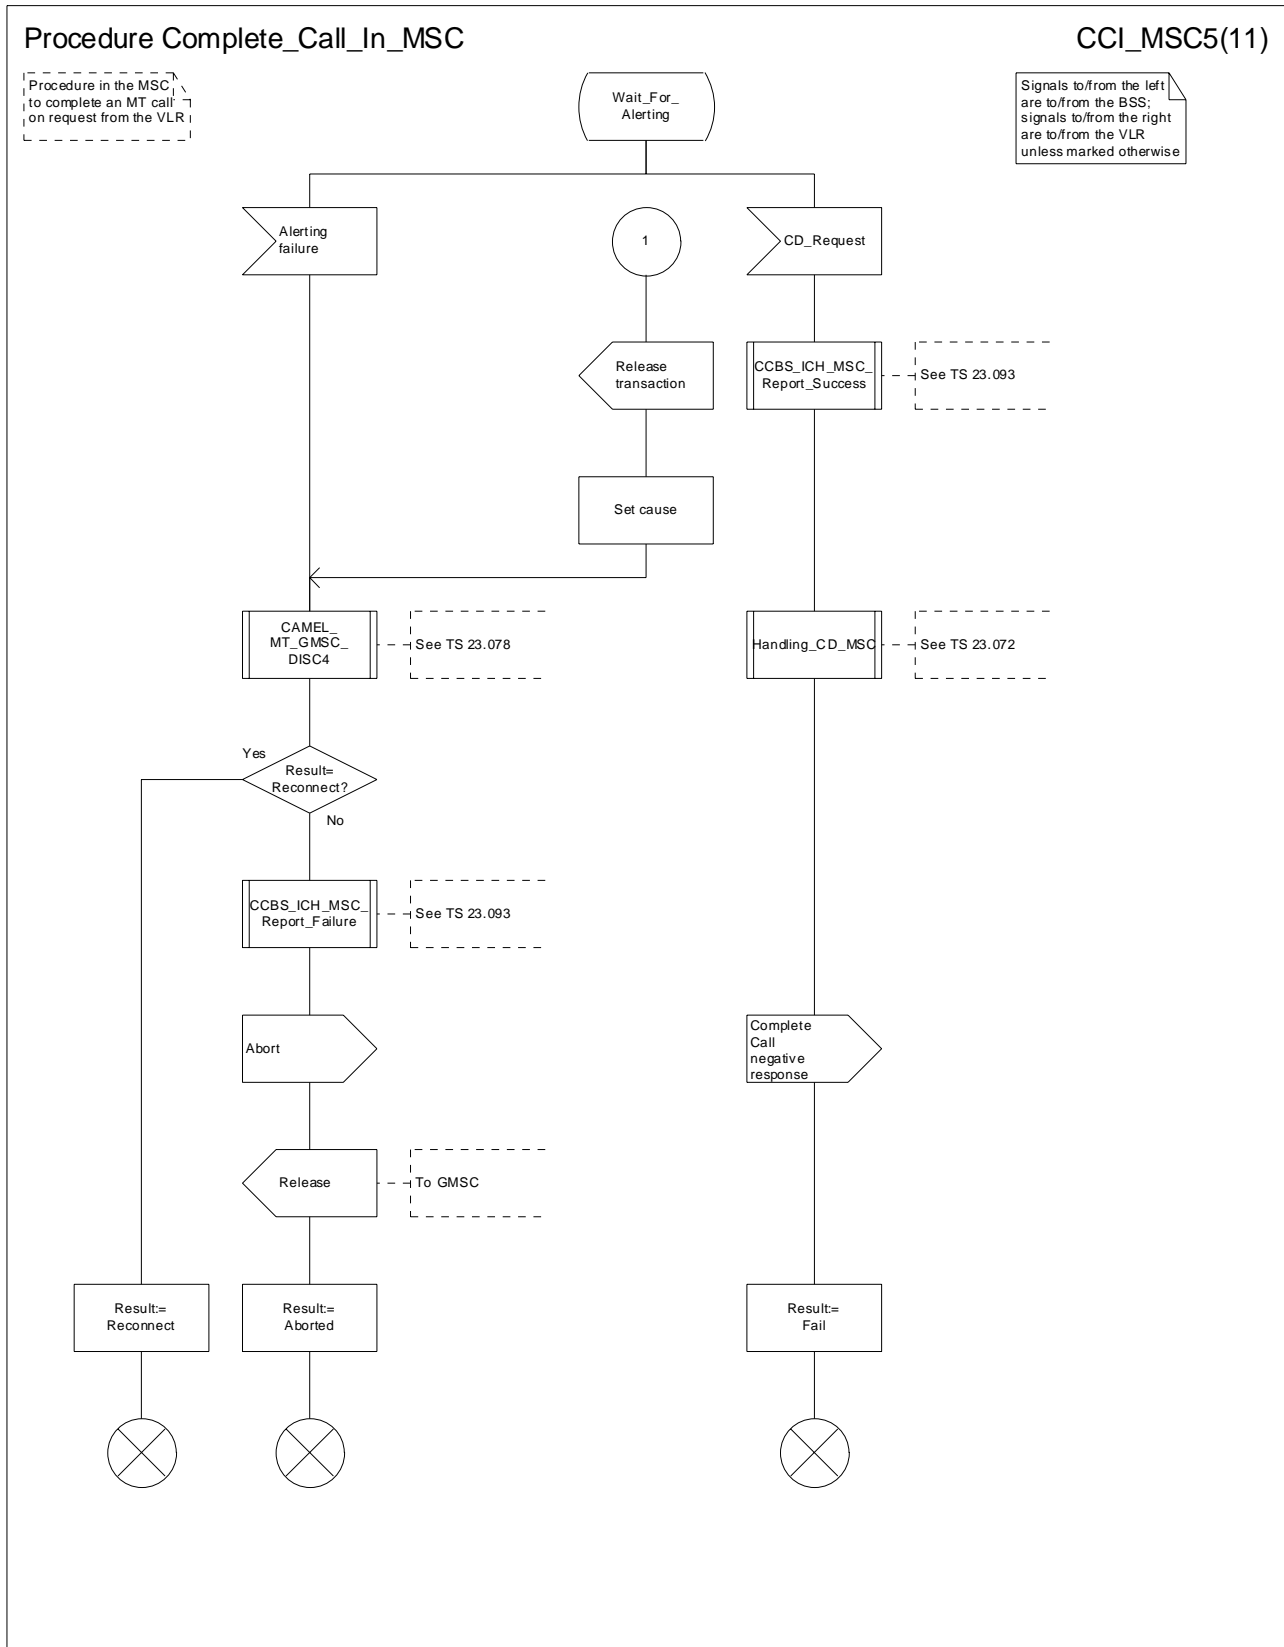 Procedure Complete_Call_In_MSC
CCI_MSC5(11)
Procedure in the MSC
to complete an MT call
on request from the VLR
Wait_For_
Alerting
Signals to/from the left
are to/from the BSS;
signals to/from the right
are to/from the VLR
unless marked otherwise
Alerting
failure
1
CD_Request
Release
transaction
CCBS_ICH_MSC_
Report_Success
See TS 23.093
Set cause
CAMEL_
MT_GMSC_
DISC4
See TS 23.078
Handling_CD_MSC
See TS 23.072
Yes
Result=
Reconnect?
No
CCBS_ICH_MSC_
Report_Failure
See TS 23.093
Abort
Complete
Call
negative
response
Release
To GMSC
Result:=
Reconnect
Result:=
Aborted
Result:=
Fail